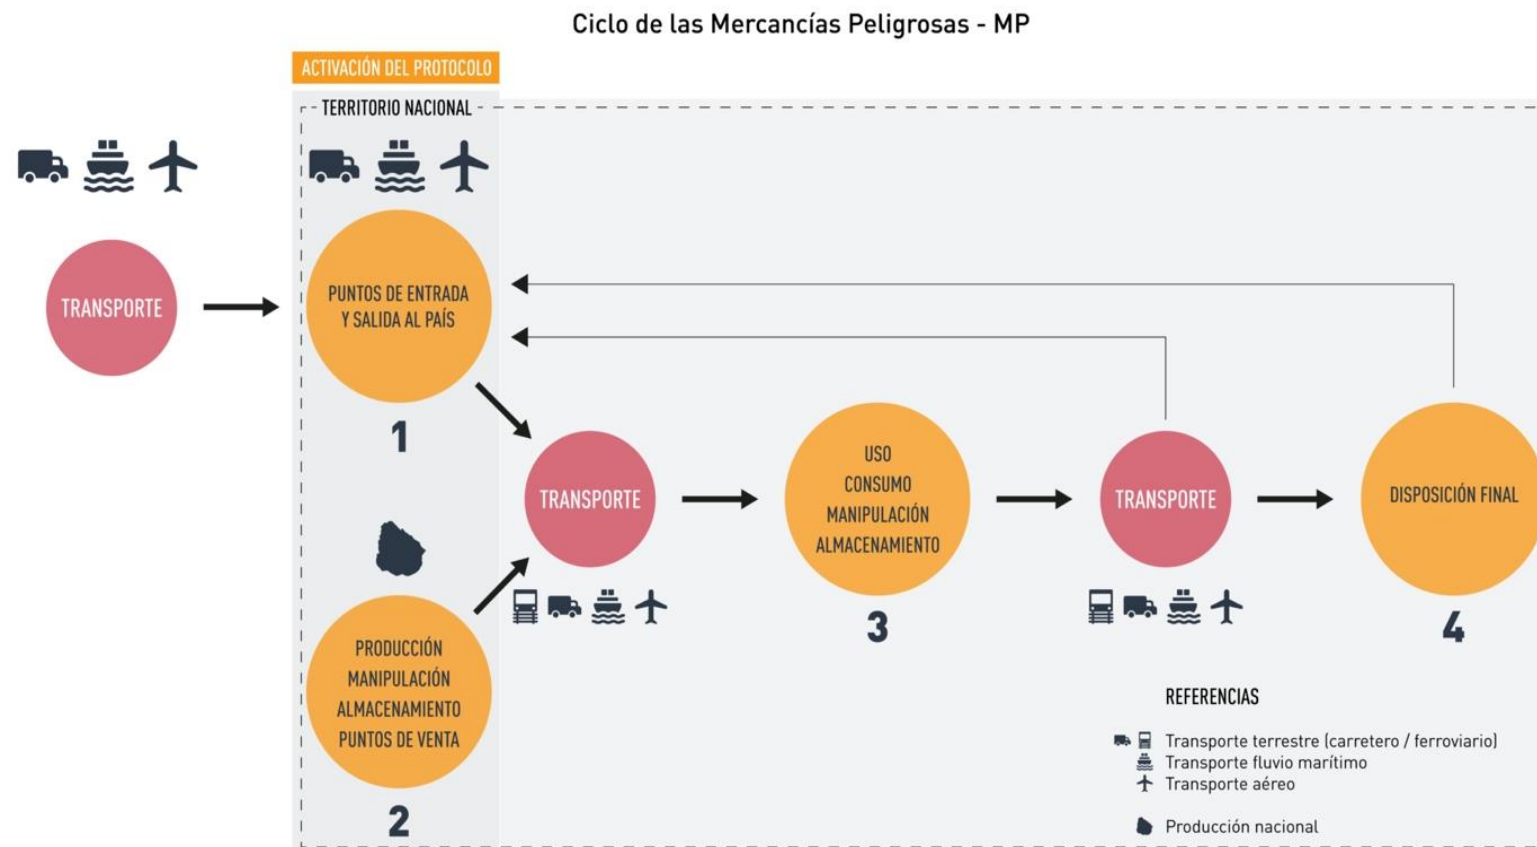 Ciclo de las Mercancías Peligrosas - MP
ACTIVACIÓN DEL PROTOCOLO
TERRITORIO NACIONAL
TRANSPORTE
PUNTOS DE ENTRADA
Y SALIDA AL PAÍS
1
PRODUCCIÓN
MANIPULACIÓN
ALMACENAMIENTO
PUNTOS DE VENTA
2
TRANSPORTE
USO
CONSUMO
MANIPULACIÓN
ALMACENAMIENTO
3
TRANSPORTE
DISPOSICIÓN FINAL
4
REFERENCIAS
Transporte terrestre (carretero / ferroviario)
Transporte fluvio marítimo
Transporte aéreo
Producción nacional